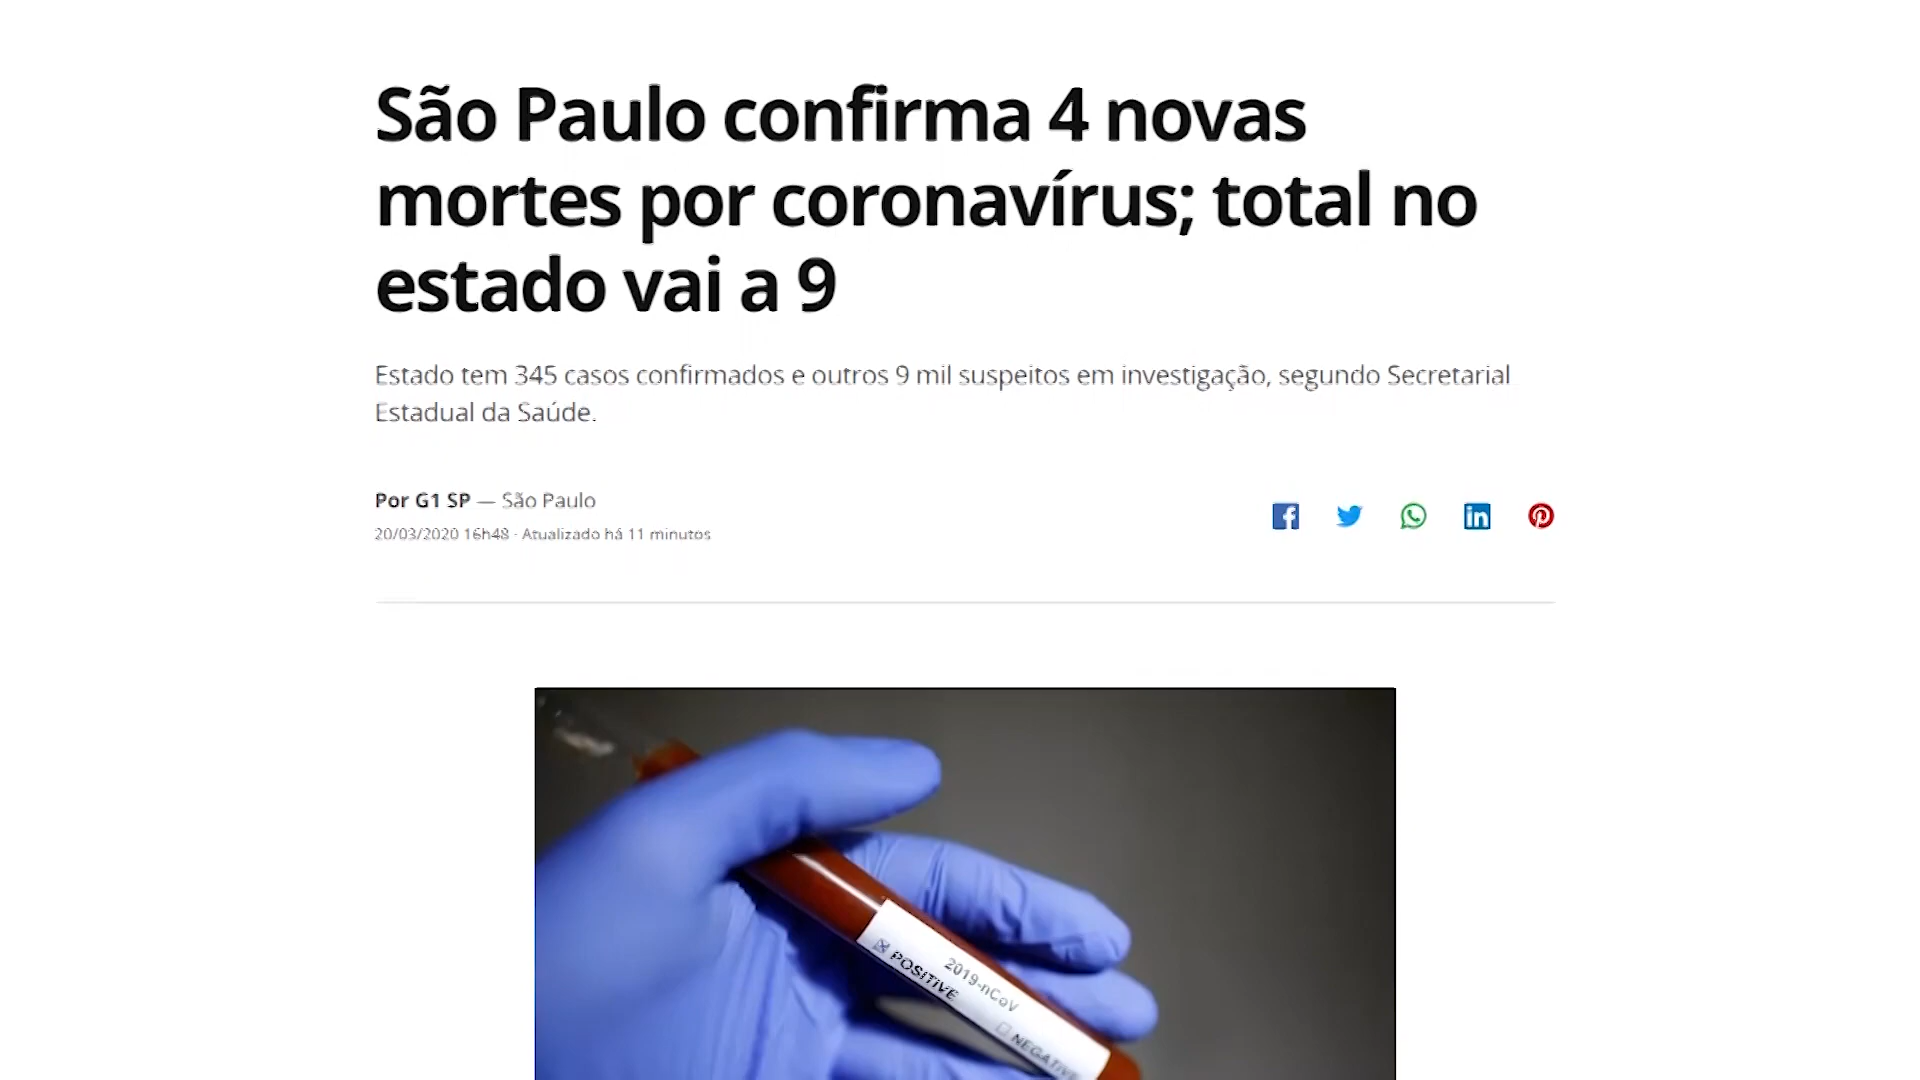 São Paulo confirma 4 novas
mortes por coronavírus; total no
estado vai a 9
Estado tem 345 casos confirmados e outros 9 mil suspeitos em investigação, segundo Secretarial
Estadual da Saúde.
Por G1 SP — São Paulo
20/03/2020 16h48 · Atualizado há 11 minutos
2019-nCoV
POSITIVE
NEGATIVE